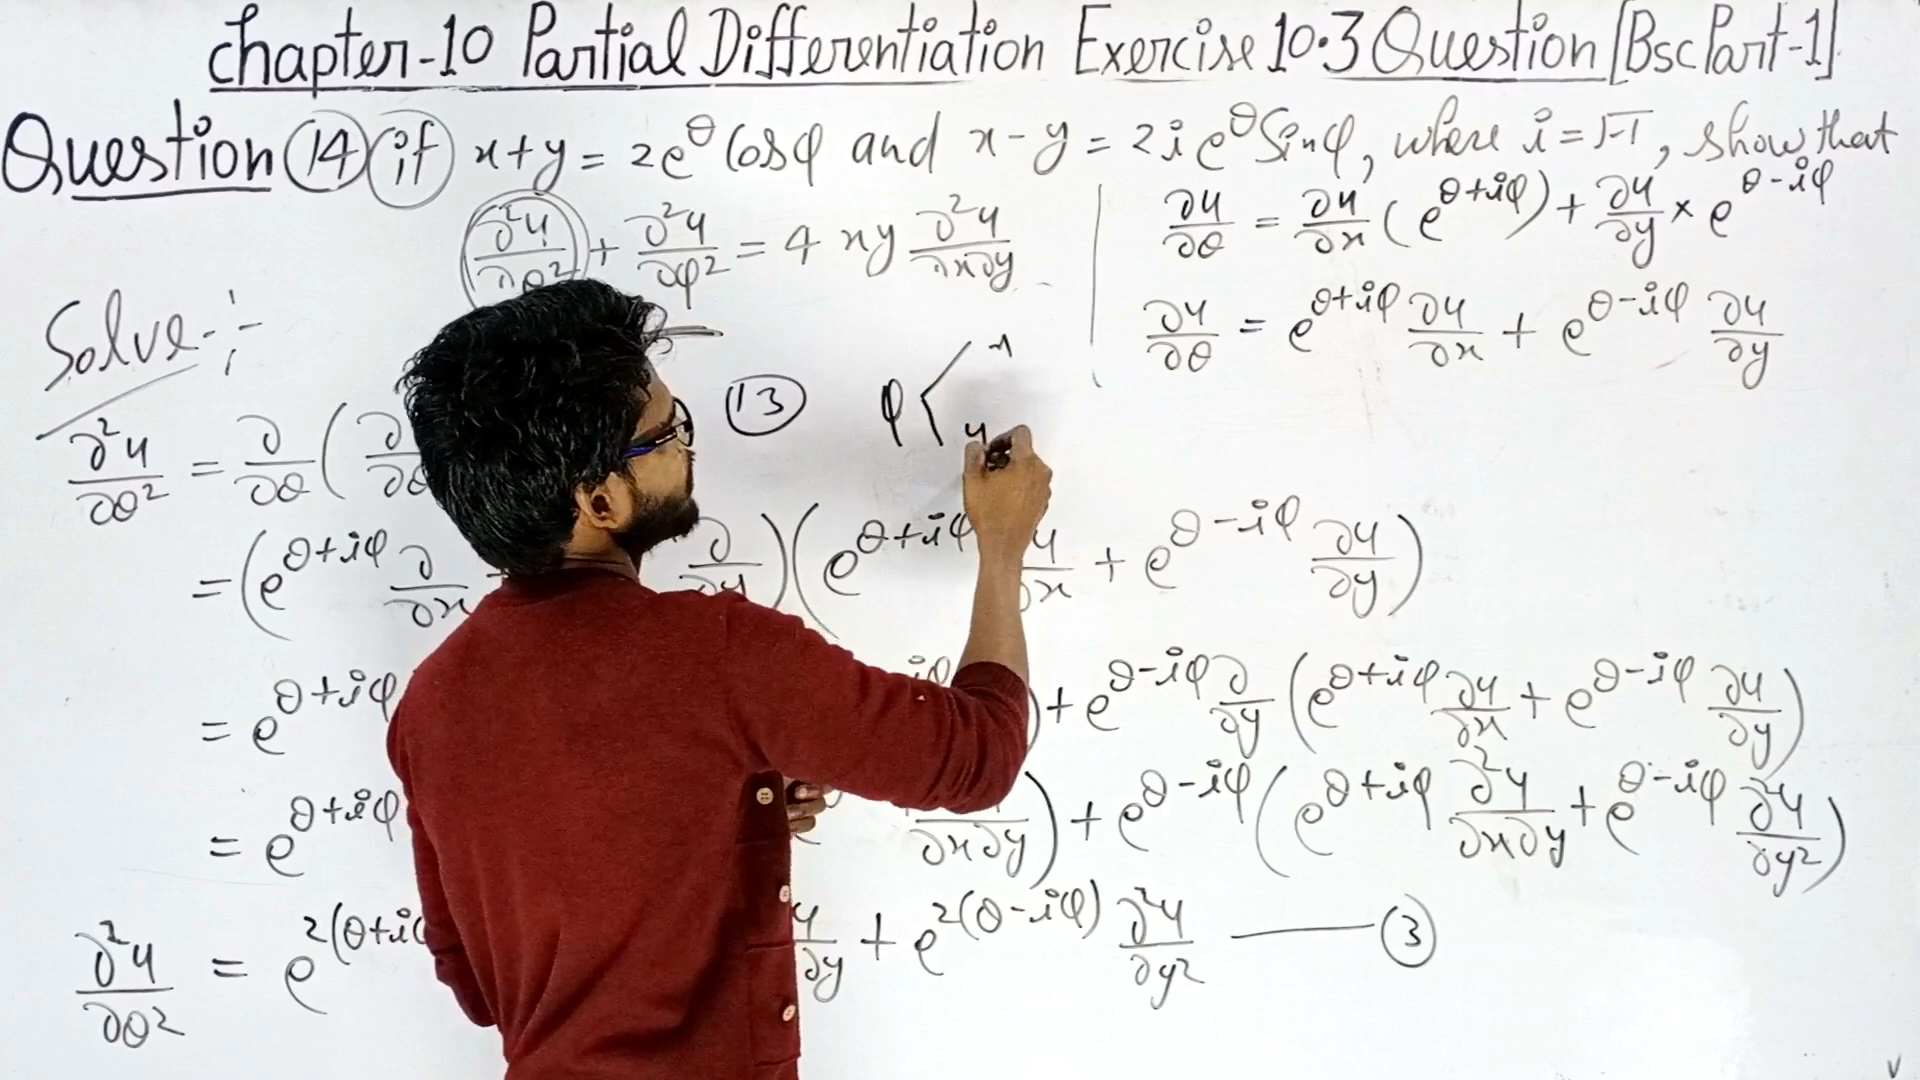 chapter-10 Partial Differentiation Exercise 10.3 Question [Bsc Part-1]
Question 14 if x+y = 2e^θ Cosφ and x-y = 2ie^θ Sinφ, where i = √-1, show that
∂²u/∂θ² + ∂²u/∂φ² = 4xy ∂²u/∂x∂y
∂u/∂θ = ∂u/∂x (e^(θ+iφ)) + ∂u/∂y × e^(θ-iφ)
∂u/∂θ = e^(θ+iφ) ∂u/∂x + e^(θ-iφ) ∂u/∂y
Solve:-
13 φ < x y
∂²u/∂θ² = ∂/∂θ (∂ ∂θ
= (e^(θ+iφ) ∂/∂x ∂/∂y) (e^(θ+iφ) ∂u/∂x + e^(θ-iφ) ∂u/∂y)
= e^(θ+iφ) iφ ) + e^(θ-iφ) ∂/∂y (e^(θ+iφ) ∂u/∂x + e^(θ-iφ) ∂u/∂y)
= e^(θ+iφ) ∂x∂y) + e^(θ-iφ) (e^(θ+iφ) ∂²u/∂x∂y + e^(θ-iφ) ∂²u/∂y²)
∂²u/∂θ² = e^2(θ+iφ u/∂y + e^2(θ-iφ) ∂²u/∂y² —— 3